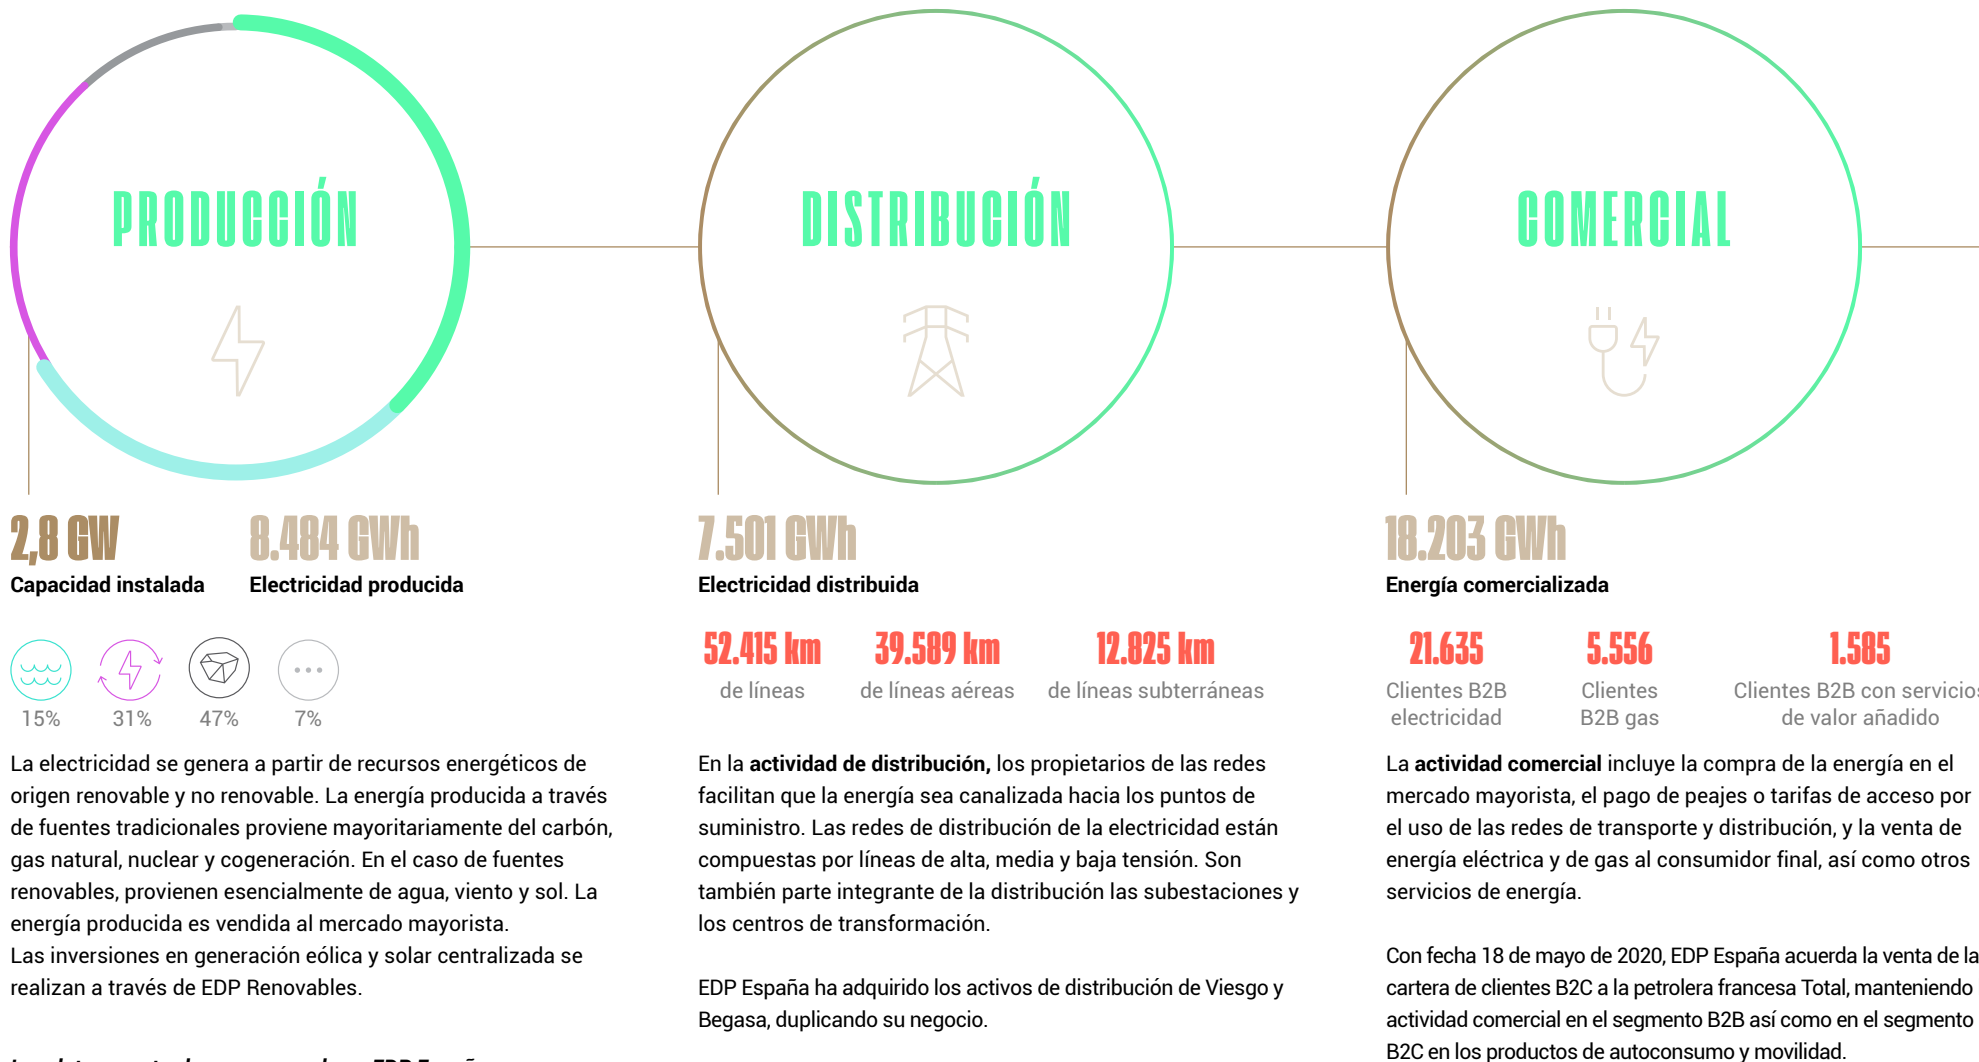 PRODUCCIÓN
2,8 GW
8.484 GWh
Capacidad instalada
Electricidad producida
15%
31%
47%
7%
La electricidad se genera a partir de recursos energéticos de
origen renovable y no renovable. La energía producida a través
de fuentes tradicionales proviene mayoritariamente del carbón,
gas natural, nuclear y cogeneración. En el caso de fuentes
renovables, provienen esencialmente de agua, viento y sol. La
energía producida es vendida al mercado mayorista.
Las inversiones en generación eólica y solar centralizada se
realizan a través de EDP Renovables.
DISTRIBUCIÓN
7.501 GWh
Electricidad distribuida
52.415 km
de líneas
39.589 km
de líneas aéreas
12.825 km
de líneas subterráneas
En la actividad de distribución, los propietarios de las redes
facilitan que la energía sea canalizada hacia los puntos de
suministro. Las redes de distribución de la electricidad están
compuestas por líneas de alta, media y baja tensión. Son
también parte integrante de la distribución las subestaciones y
los centros de transformación.
EDP España ha adquirido los activos de distribución de Viesgo y
Begasa, duplicando su negocio.
COMERCIAL
18.203 GWh
Energía comercializada
21.635
Clientes B2B
electricidad
5.556
Clientes
B2B gas
1.585
Clientes B2B con servicios
de valor añadido
La actividad comercial incluye la compra de la energía en el
mercado mayorista, el pago de peajes o tarifas de acceso por
el uso de las redes de transporte y distribución, y la venta de
energía eléctrica y de gas al consumidor final, así como otros
servicios de energía.
Con fecha 18 de mayo de 2020, EDP España acuerda la venta de la
cartera de clientes B2C a la petrolera francesa Total, manteniendo
actividad comercial en el segmento B2B así como en el segmento
B2C en los productos de autoconsumo y movilidad.